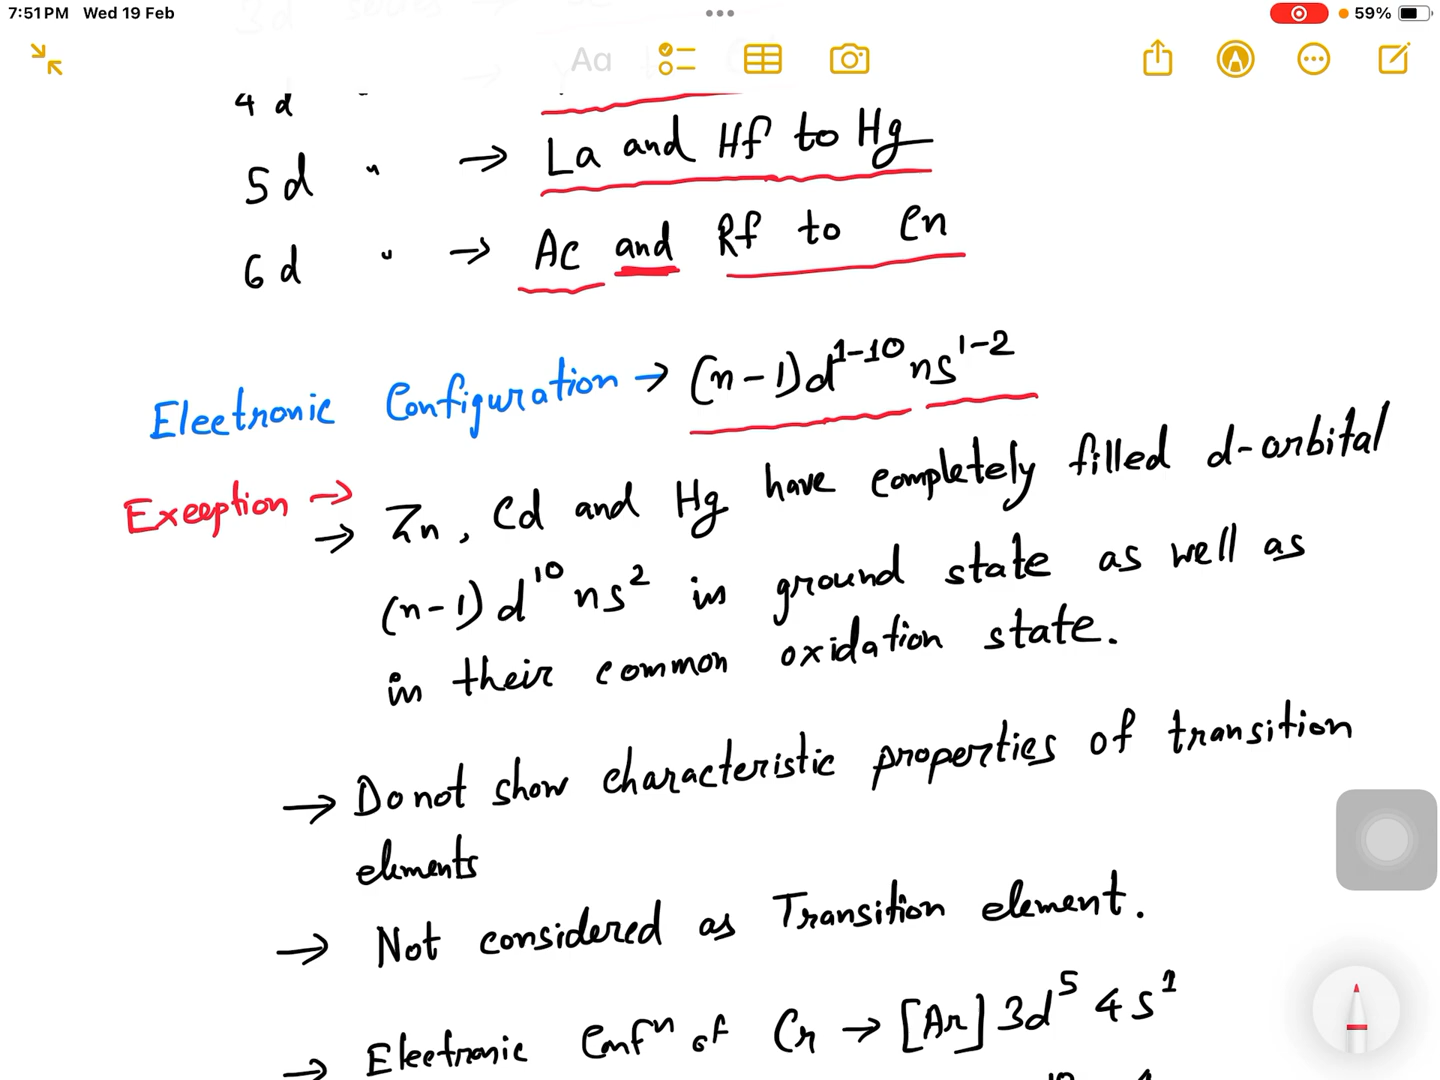 7:51 PM Wed 19 Feb
59%
Aa
4 d
5d " → La and Hf to Hg
6d " → Ac and Rf to Cn
Electronic Configuration → (n-1)d¹⁻¹⁰ ns¹⁻²
Exception →
→ Zn, Cd and Hg have completely filled d-orbital
(n-1)d¹⁰ ns² in ground state as well as
in their common oxidation state.
→ Do not show characteristic properties of transition
elements
→ Not considered as Transition element.
→ Electronic Confⁿ of Cr → [Ar] 3d⁵ 4s¹